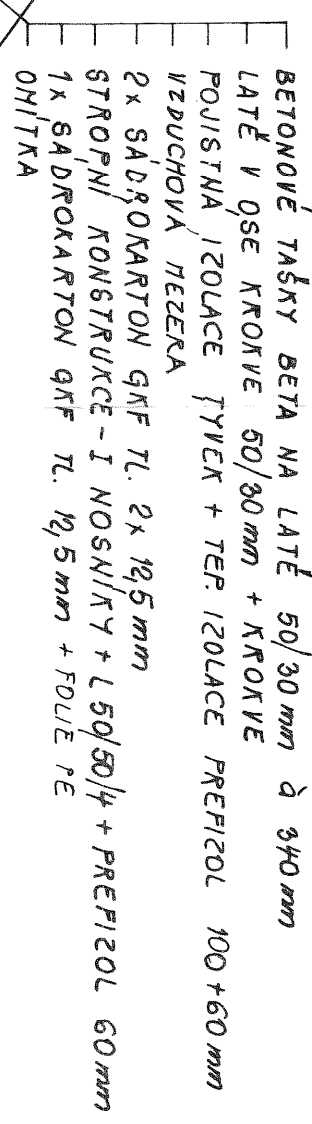 BETONOVÉ TAŠKY BETA NA LATĚ 50/30 mm à 340 mm
LATĚ V OSE KROKVE 50/30 mm + KROKVE
POJISTNÁ IZOLACE TYVEK + TEP. IZOLACE PREFIZOL 100+60 mm
VZDUCHOVÁ MEZERA
2x SÁDROKARTON GKF TL. 2x 12,5 mm
STROPNÍ KONSTRUKCE - I NOSNÍKY + L 50/50/4 + PREFIZOL 60 mm
1x SÁDROKARTON GKF TL. 12,5 mm + FOLIE PE
OMÍTKA